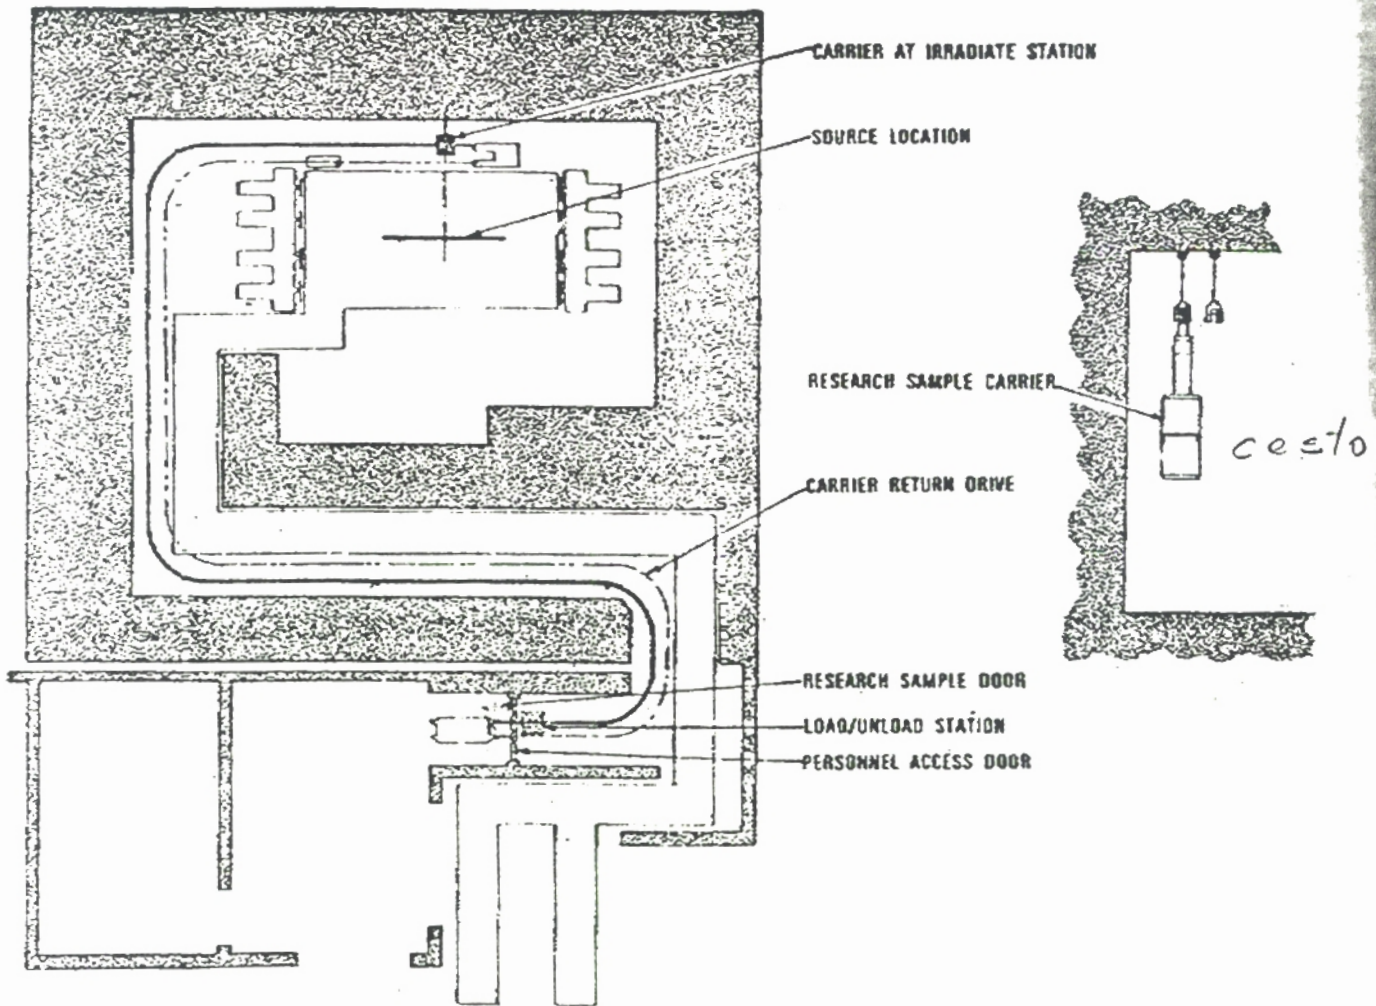 CARRIER AT IRRADIATE STATION
SOURCE LOCATION
RESEARCH SAMPLE CARRIER
cesto
CARRIER RETURN DRIVE
RESEARCH SAMPLE DOOR
LOAD/UNLOAD STATION
PERSONNEL ACCESS DOOR